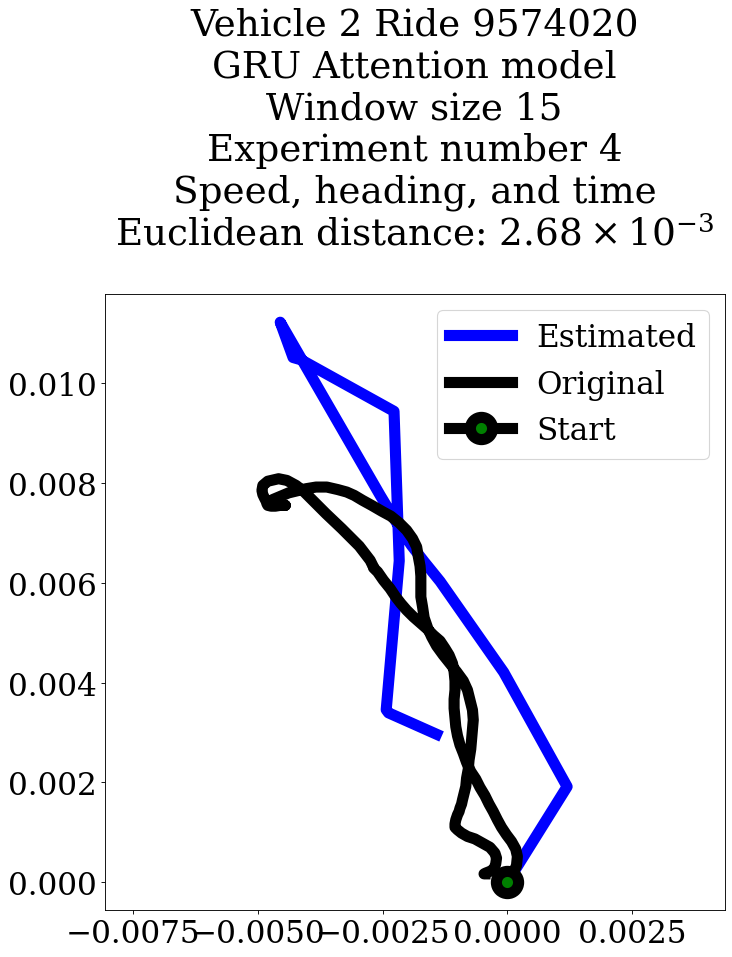 Vehicle 2 Ride 9574020
GRU Attention model
Window size 15
Experiment number 4
Speed, heading, and time
Euclidean distance: 2.68 × 10⁻³
Estimated
Original
Start
0.010
0.008
0.006
0.004
0.002
0.000
−0.0075 −0.0050 −0.0025 0.0000 0.0025